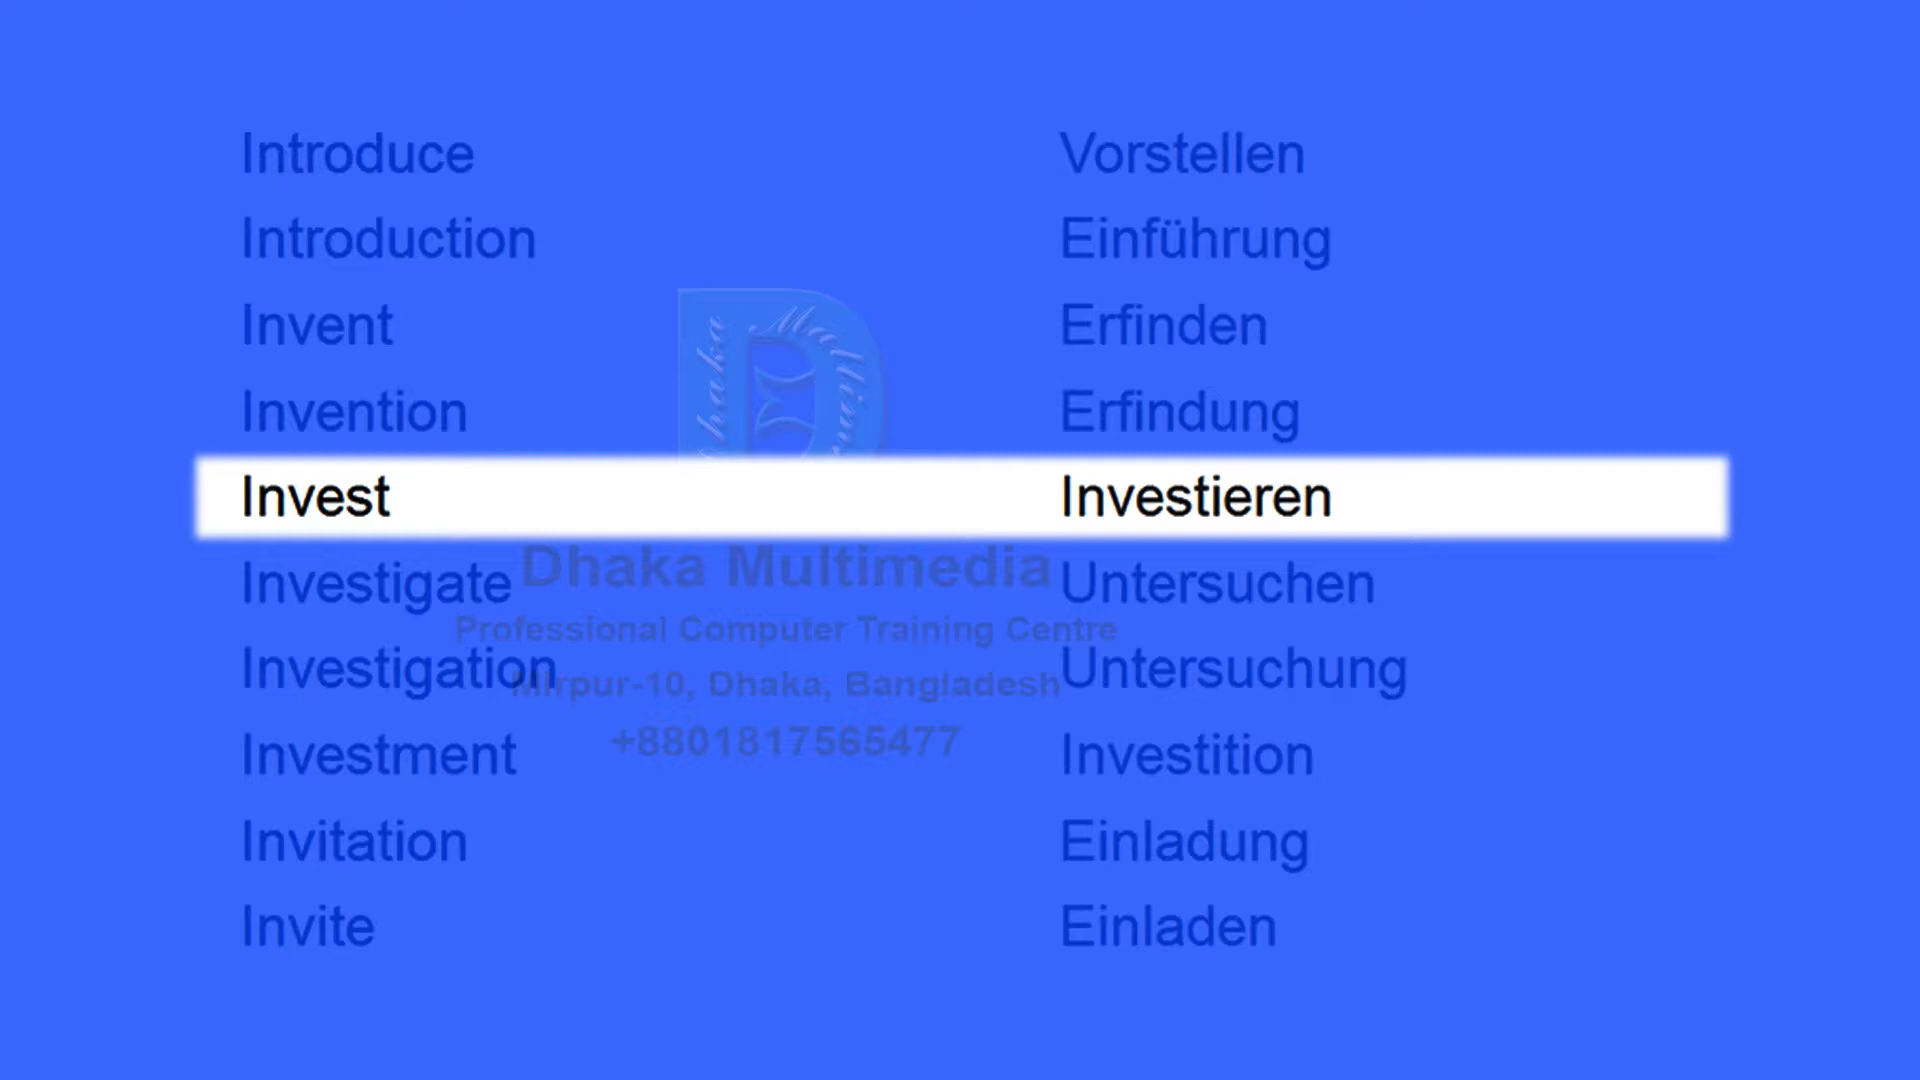 Introduce Vorstellen
Introduction Einführung
Invent Erfinden
Invention Erfindung
Invest Investieren
Dhaka Multimedia
Investigate Untersuchen
Professional Computer Training Centre
Investigation Untersuchung
Mirpur-10, Dhaka, Bangladesh
+8801817565477
Investment Investition
Invitation Einladung
Invite Einladen